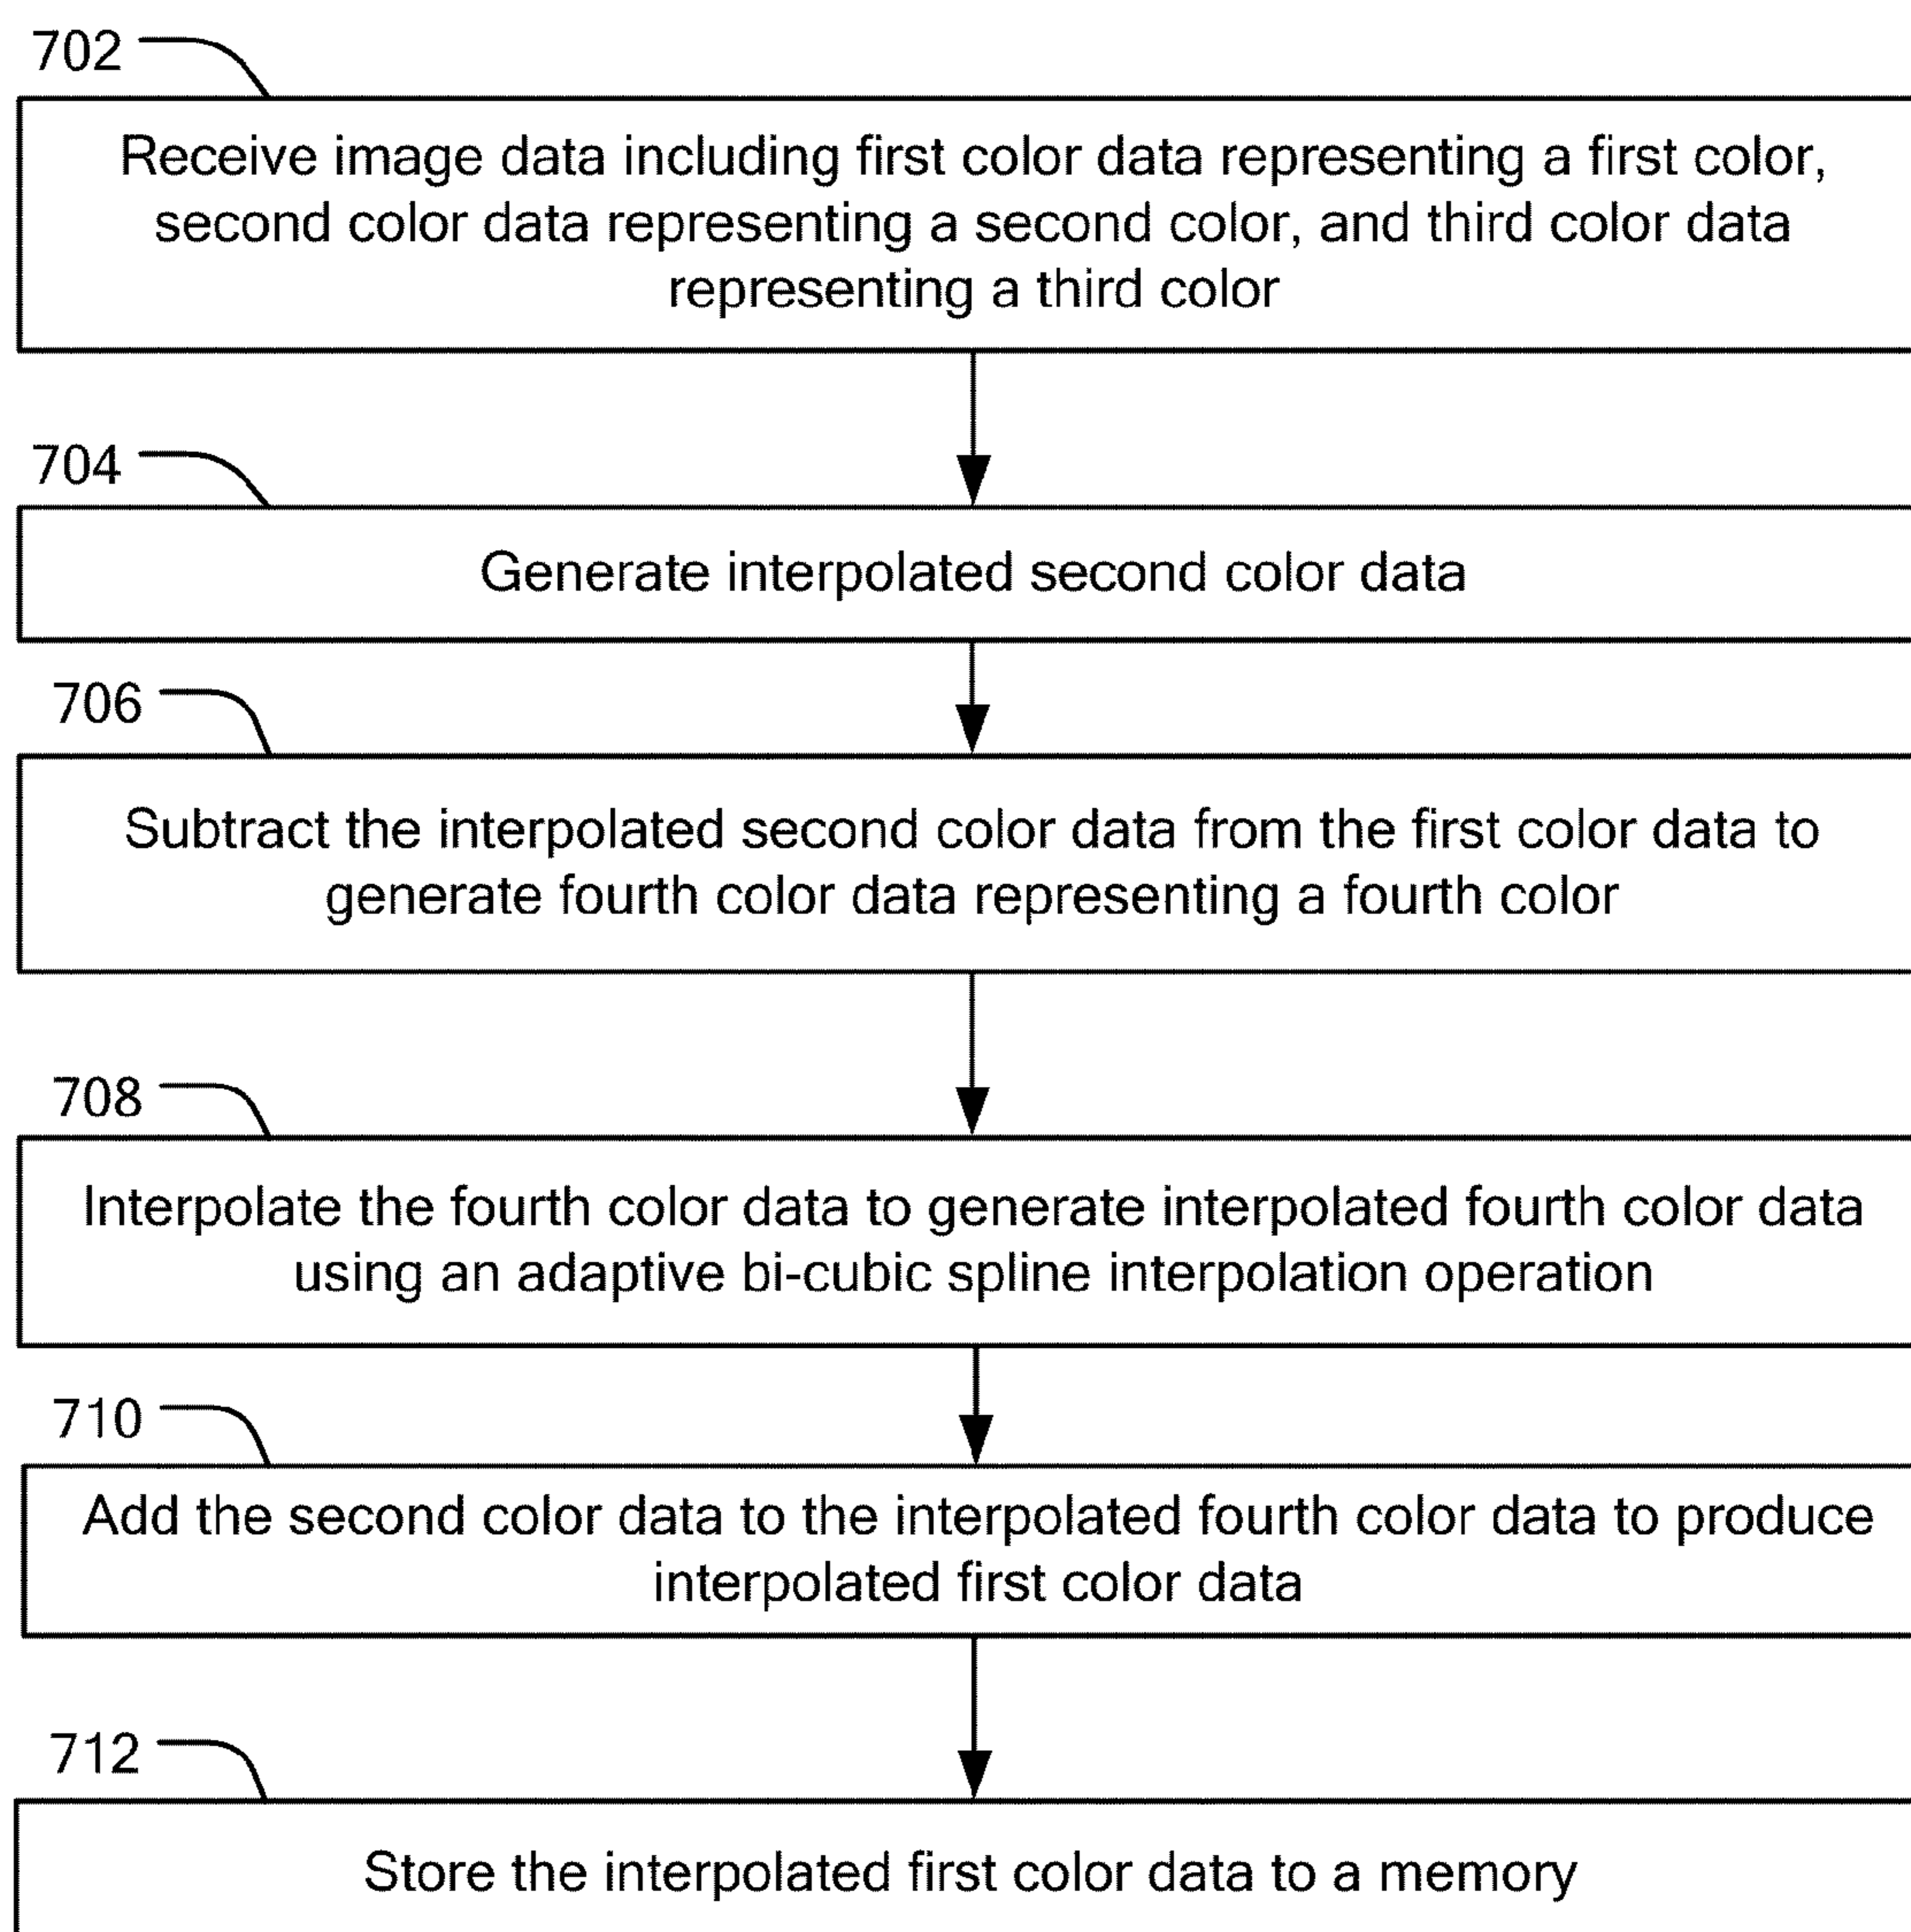 702
Receive image data including first color data representing a first color,
second color data representing a second color, and third color data
representing a third color
704
Generate interpolated second color data
706
Subtract the interpolated second color data from the first color data to
generate fourth color data representing a fourth color
708
Interpolate the fourth color data to generate interpolated fourth color data
using an adaptive bi-cubic spline interpolation operation
710
Add the second color data to the interpolated fourth color data to produce
interpolated first color data
712
Store the interpolated first color data to a memory